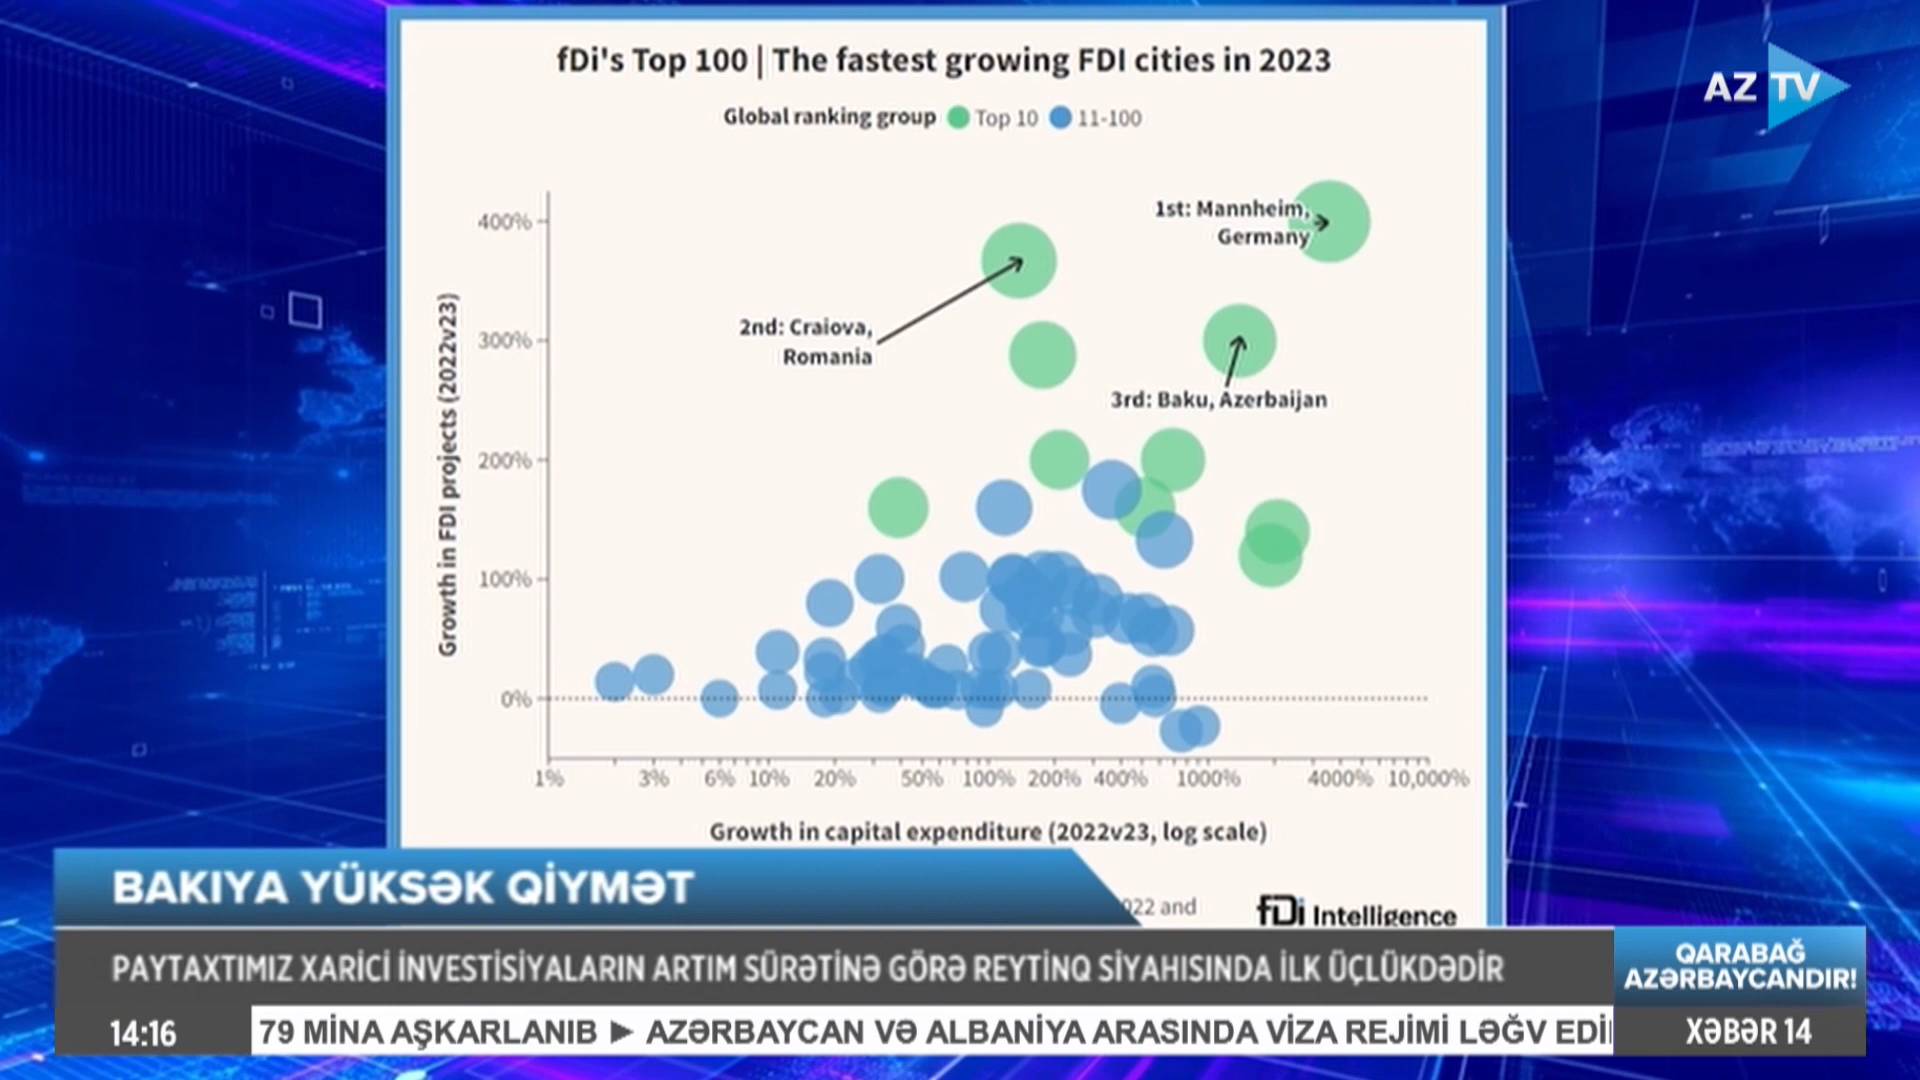 fDi's Top 100 | The fastest growing FDI cities in 2023
AZ TV
Global ranking group Top 10 11-100
1st: Mannheim,
Germany
2nd: Craiova,
Romania
3rd: Baku, Azerbaijan
Growth in FDI projects (2022v23)
400%
300%
200%
100%
0%
1% 3% 6% 10% 20% 50% 100% 200% 400% 1000% 4000% 10,000%
Growth in capital expenditure (2022v23, log scale)
022 and
fDi Intelligence
BAKIYA YÜKSƏK QİYMƏT
PAYTAXTIMIZ XARİCİ İNVESTİSİYALARIN ARTIM SÜRƏTİNƏ GÖRƏ REYTİNQ SİYAHISINDA İLK ÜÇLÜKDƏDİR
QARABAĞ
AZƏRBAYCANDIR!
14:16
79 MİNA AŞKARLANIB ► AZƏRBAYCAN VƏ ALBANİYA ARASINDA VİZA REJİMİ LƏĞV EDİ
XƏBƏR 14